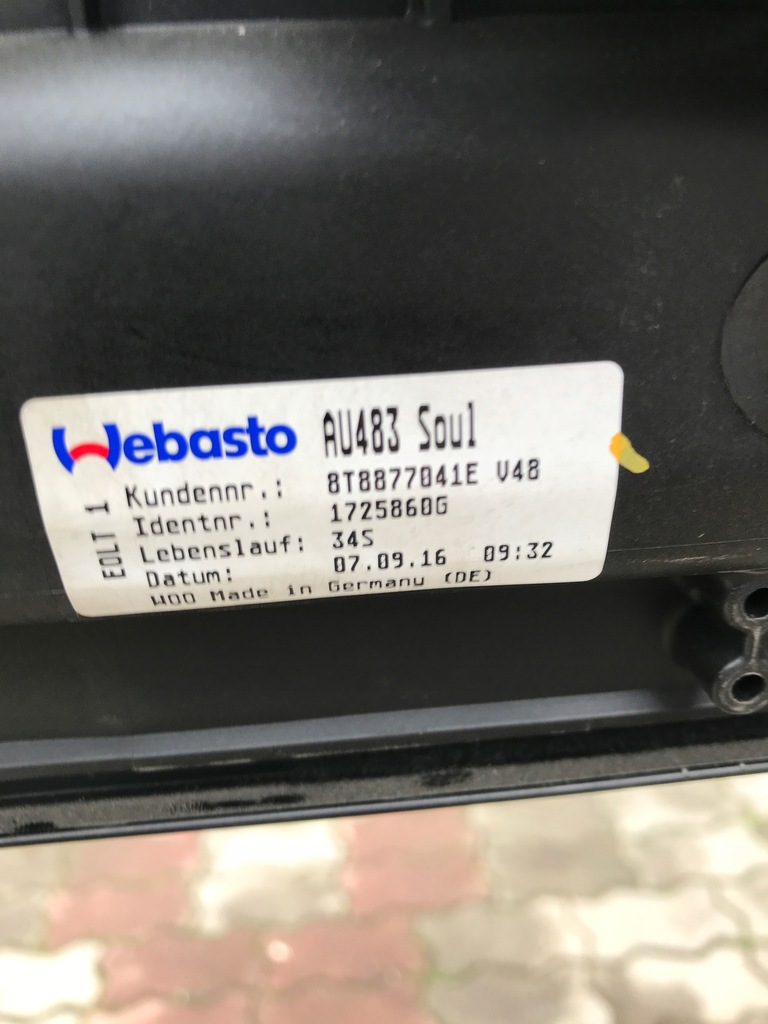 Webasto AU483 Soul
EOLT 1
Kundennr.: 8T8877041E V48
Identnr.: 1725860G
Lebenslauf: 34S
Datum: 07.09.16 09:32
W00 Made in Germany (DE)